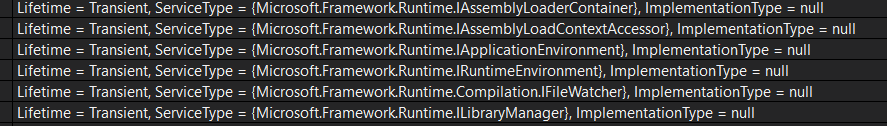 Lifetime = Transient, ServiceType = {Microsoft.Framework.Runtime.IAssemblyLoaderContainer}, ImplementationType = null
Lifetime = Transient, ServiceType = {Microsoft.Framework.Runtime.IAssemblyLoadContextAccessor}, ImplementationType = null
Lifetime = Transient, ServiceType = {Microsoft.Framework.Runtime.IApplicationEnvironment}, ImplementationType = null
Lifetime = Transient, ServiceType = {Microsoft.Framework.Runtime.IRuntimeEnvironment}, ImplementationType = null
Lifetime = Transient, ServiceType = {Microsoft.Framework.Runtime.Compilation.IFileWatcher}, ImplementationType = null
Lifetime = Transient, ServiceType = {Microsoft.Framework.Runtime.ILibraryManager}, ImplementationType = null